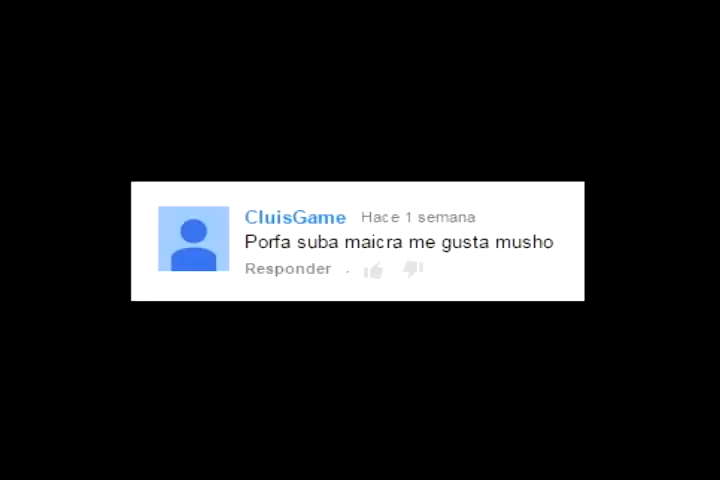 CluisGame Hace 1 semana
Porfa suba maicra me gusta musho
Responder .